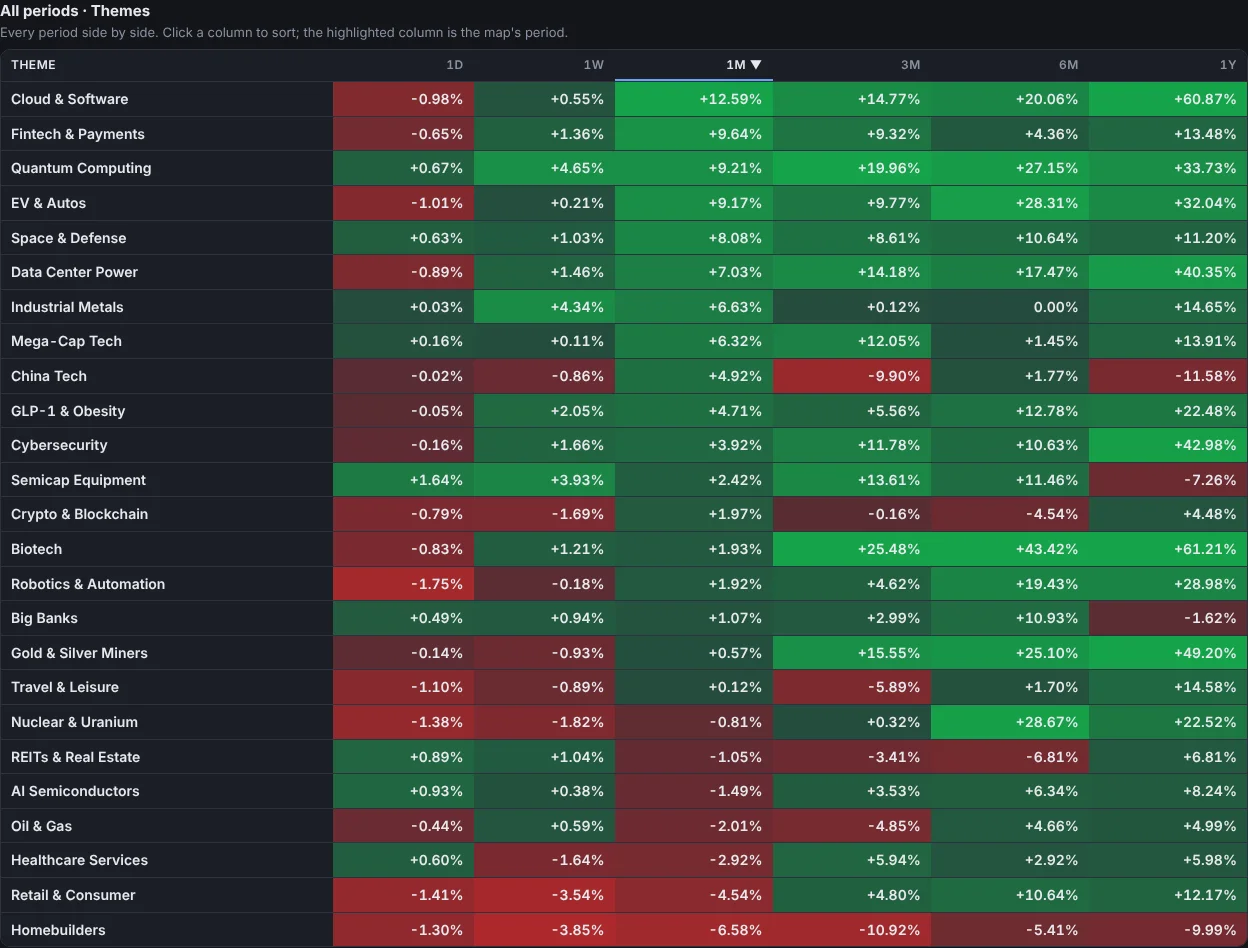 All periods · Themes
Every period side by side. Click a column to sort; the highlighted column is the map's period.
THEME 1D 1W 1M ▼ 3M 6M 1Y
Cloud & Software -0.98% +0.55% +12.59% +14.77% +20.06% +60.87%
Fintech & Payments -0.65% +1.36% +9.64% +9.32% +4.36% +13.48%
Quantum Computing +0.67% +4.65% +9.21% +19.96% +27.15% +33.73%
EV & Autos -1.01% +0.21% +9.17% +9.77% +28.31% +32.04%
Space & Defense +0.63% +1.03% +8.08% +8.61% +10.64% +11.20%
Data Center Power -0.89% +1.46% +7.03% +14.18% +17.47% +40.35%
Industrial Metals +0.03% +4.34% +6.63% +0.12% 0.00% +14.65%
Mega-Cap Tech +0.16% +0.11% +6.32% +12.05% +1.45% +13.91%
China Tech -0.02% -0.86% +4.92% -9.90% +1.77% -11.58%
GLP-1 & Obesity -0.05% +2.05% +4.71% +5.56% +12.78% +22.48%
Cybersecurity -0.16% +1.66% +3.92% +11.78% +10.63% +42.98%
Semicap Equipment +1.64% +3.93% +2.42% +13.61% +11.46% -7.26%
Crypto & Blockchain -0.79% -1.69% +1.97% -0.16% -4.54% +4.48%
Biotech -0.83% +1.21% +1.93% +25.48% +43.42% +61.21%
Robotics & Automation -1.75% -0.18% +1.92% +4.62% +19.43% +28.98%
Big Banks +0.49% +0.94% +1.07% +2.99% +10.93% -1.62%
Gold & Silver Miners -0.14% -0.93% +0.57% +15.55% +25.10% +49.20%
Travel & Leisure -1.10% -0.89% +0.12% -5.89% +1.70% +14.58%
Nuclear & Uranium -1.38% -1.82% -0.81% +0.32% +28.67% +22.52%
REITs & Real Estate +0.89% +1.04% -1.05% -3.41% -6.81% +6.81%
AI Semiconductors +0.93% +0.38% -1.49% +3.53% +6.34% +8.24%
Oil & Gas -0.44% +0.59% -2.01% -4.85% +4.66% +4.99%
Healthcare Services +0.60% -1.64% -2.92% +5.94% +2.92% +5.98%
Retail & Consumer -1.41% -3.54% -4.54% +4.80% +10.64% +12.17%
Homebuilders -1.30% -3.85% -6.58% -10.92% -5.41% -9.99%